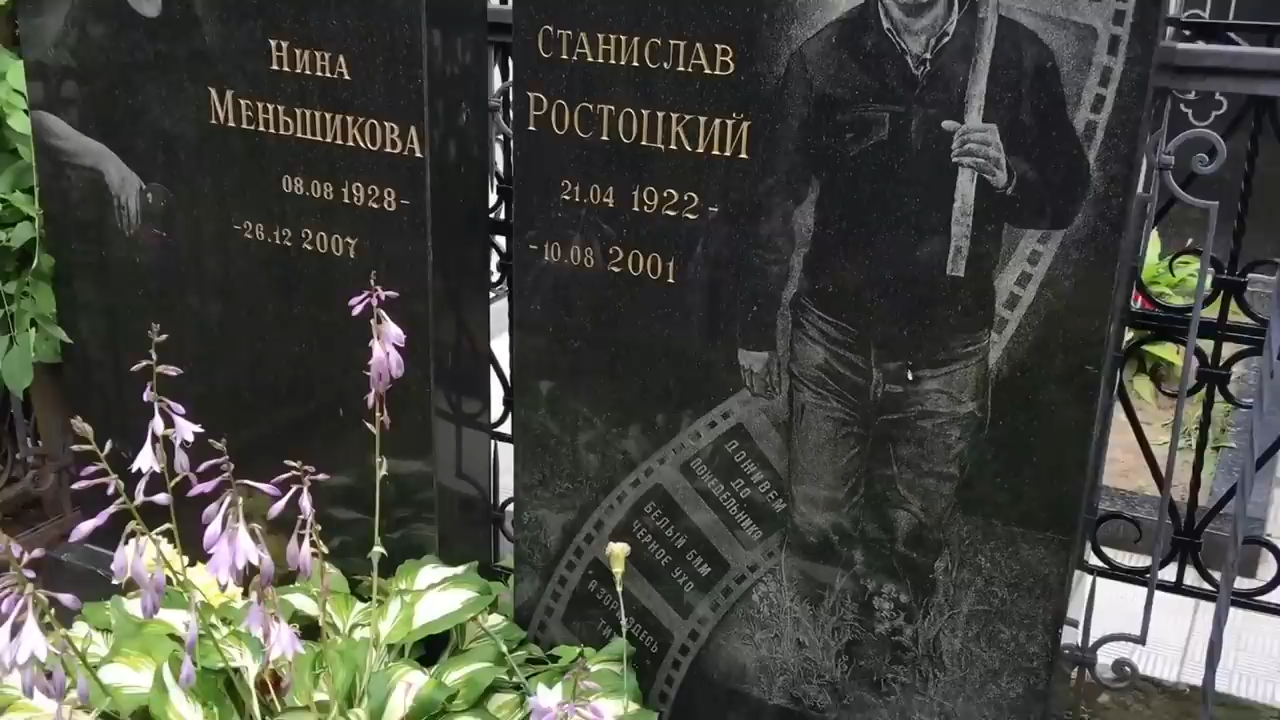 Нина
Меньшикова
08.08 1928-
-26.12 2007
Станислав
Ростоцкий
21.04 1922-
-10.08 2001
ДОЖИВЕМ
ДО
ПОНЕДЕЛЬНИКА
БЕЛЫЙ БИМ
ЧЕРНОЕ УХО
А ЗОРИ ЗДЕСЬ